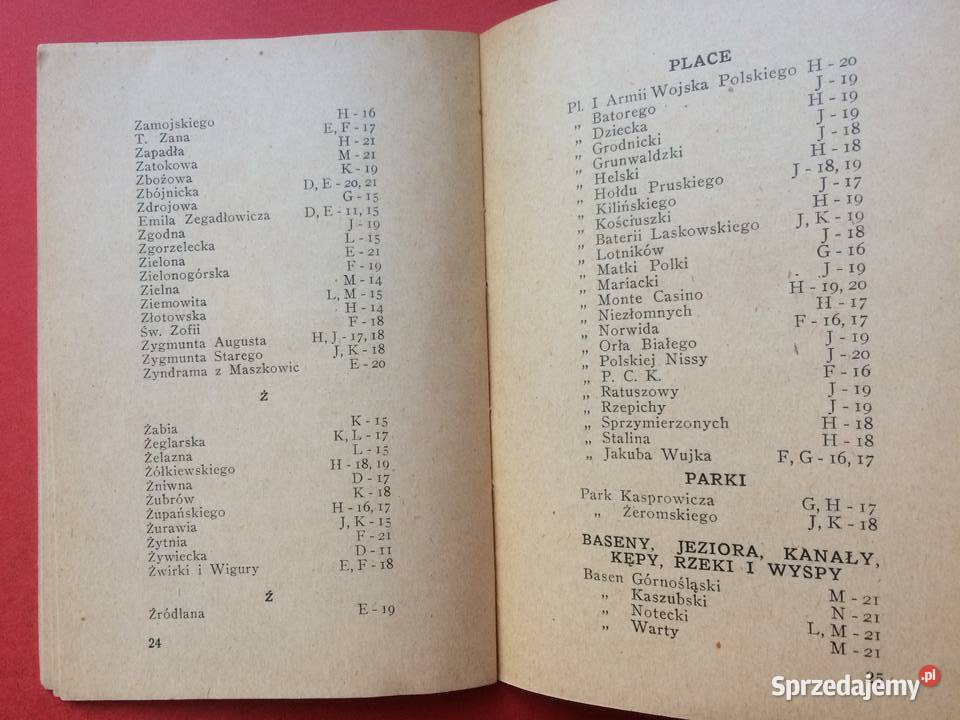 Zamojskiego H - 16
T. Zana E, F - 17
Zapadła H - 21
Zatokowa M - 21
Zbożowa K - 19
Zbójnicka D, E - 20, 21
Zdrojowa G - 15
Emila Zegadłowicza D, E - 11, 15
Zgodna J - 19
Zgorzelecka L - 15
Zielona E - 21
Zielonogórska F - 19
Zielna M - 14
Ziemowita L, M - 15
Złotowska H - 14
Św. Zofii F - 18
Zygmunta Augusta H, J - 17, 18
Zygmunta Starego J, K - 18
Zyndrama z Maszkowic E - 20
Ż
Żabia K - 15
Żeglarska K, L - 17
Żelazna L - 15
Żółkiewskiego H - 18, 19
Żniwna D - 17
Żubrów K - 18
Żupańskiego H - 16, 17
Żurawia J, K - 15
Żytnia F - 21
Żywiecka D - 11
Żwirki i Wigury E, F - 18
Ź
Źródlana E - 19
24
PLACE
Pl. I Armii Wojska Polskiego H - 20
„ Batorego J - 19
„ Dziecka H - 19
„ Grodnicki J - 19
„ Grunwaldzki J - 18
„ Helski H - 18
„ Hołdu Pruskiego J - 18, 19
„ Kilińskiego J - 17
„ Kościuszki H - 19
„ Baterii Laskowskiego J, K - 19
„ Lotników J - 18
„ Matki Polki G - 16
„ Mariacki J - 19
„ Monte Casino H - 19, 20
„ Niezłomnych H - 17
„ Norwida F - 16, 17
„ Orła Białego J - 19
„ Polskiej Nissy J - 20
„ P. C. K. F - 16
„ Ratuszowy J - 19
„ Rzepichy J - 19
„ Sprzymierzonych H - 18
„ Stalina H - 18
„ Jakuba Wujka F, G - 16, 17
PARKI
Park Kasprowicza G, H - 17
„ Żeromskiego J, K - 18
BASENY, JEZIORA, KANAŁY,
KĘPY, RZEKI I WYSPY
Basen Górnośląski M - 21
„ Kaszubski N - 21
„ Notecki L, M - 21
„ Warty M - 21
25
Sprzedajemy.pl